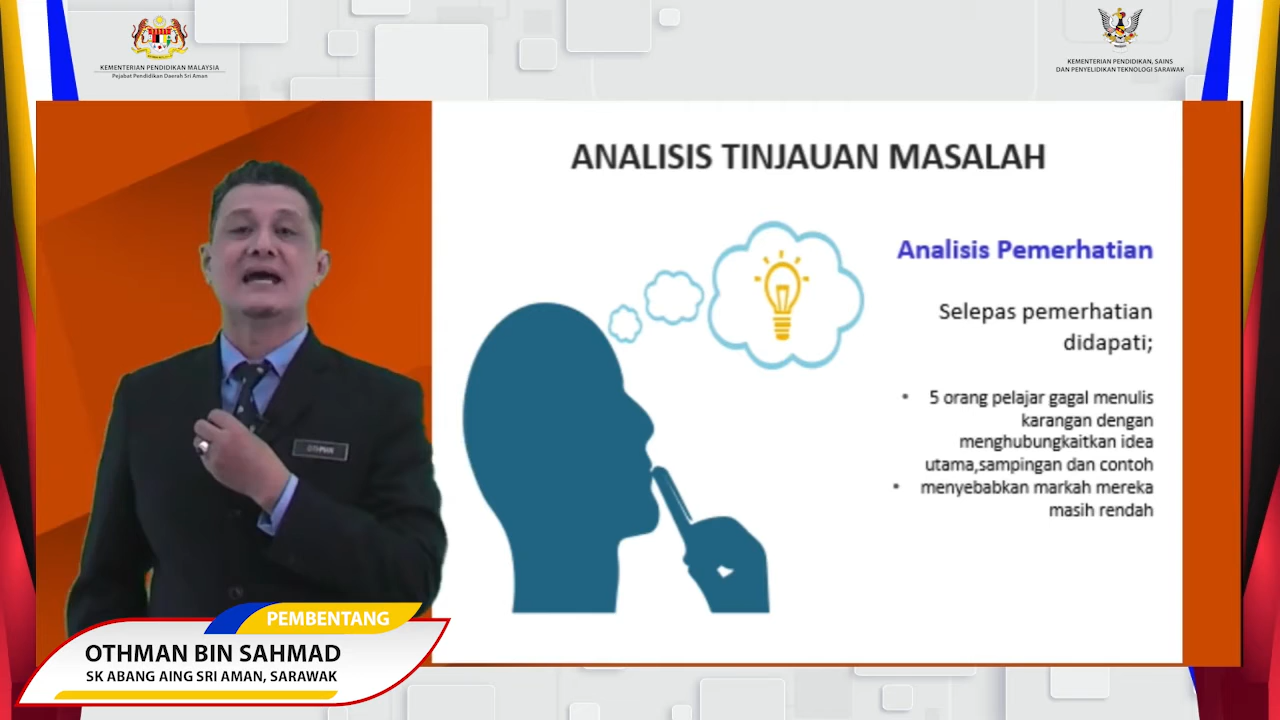 KEMENTERIAN PENDIDIKAN MALAYSIA
Pejabat Pendidikan Daerah Sri Aman
KEMENTERIAN PENDIDIKAN, SAINS
DAN PENYELIDIKAN TEKNOLOGI SARAWAK
ANALISIS TINJAUAN MASALAH
Analisis Pemerhatian
Selepas pemerhatian
didapati;
• 5 orang pelajar gagal menulis
karangan dengan
menghubungkaitkan idea
utama,sampingan dan contoh
• menyebabkan markah mereka
masih rendah
OTHMAN
PEMBENTANG
OTHMAN BIN SAHMAD
SK ABANG AING SRI AMAN, SARAWAK